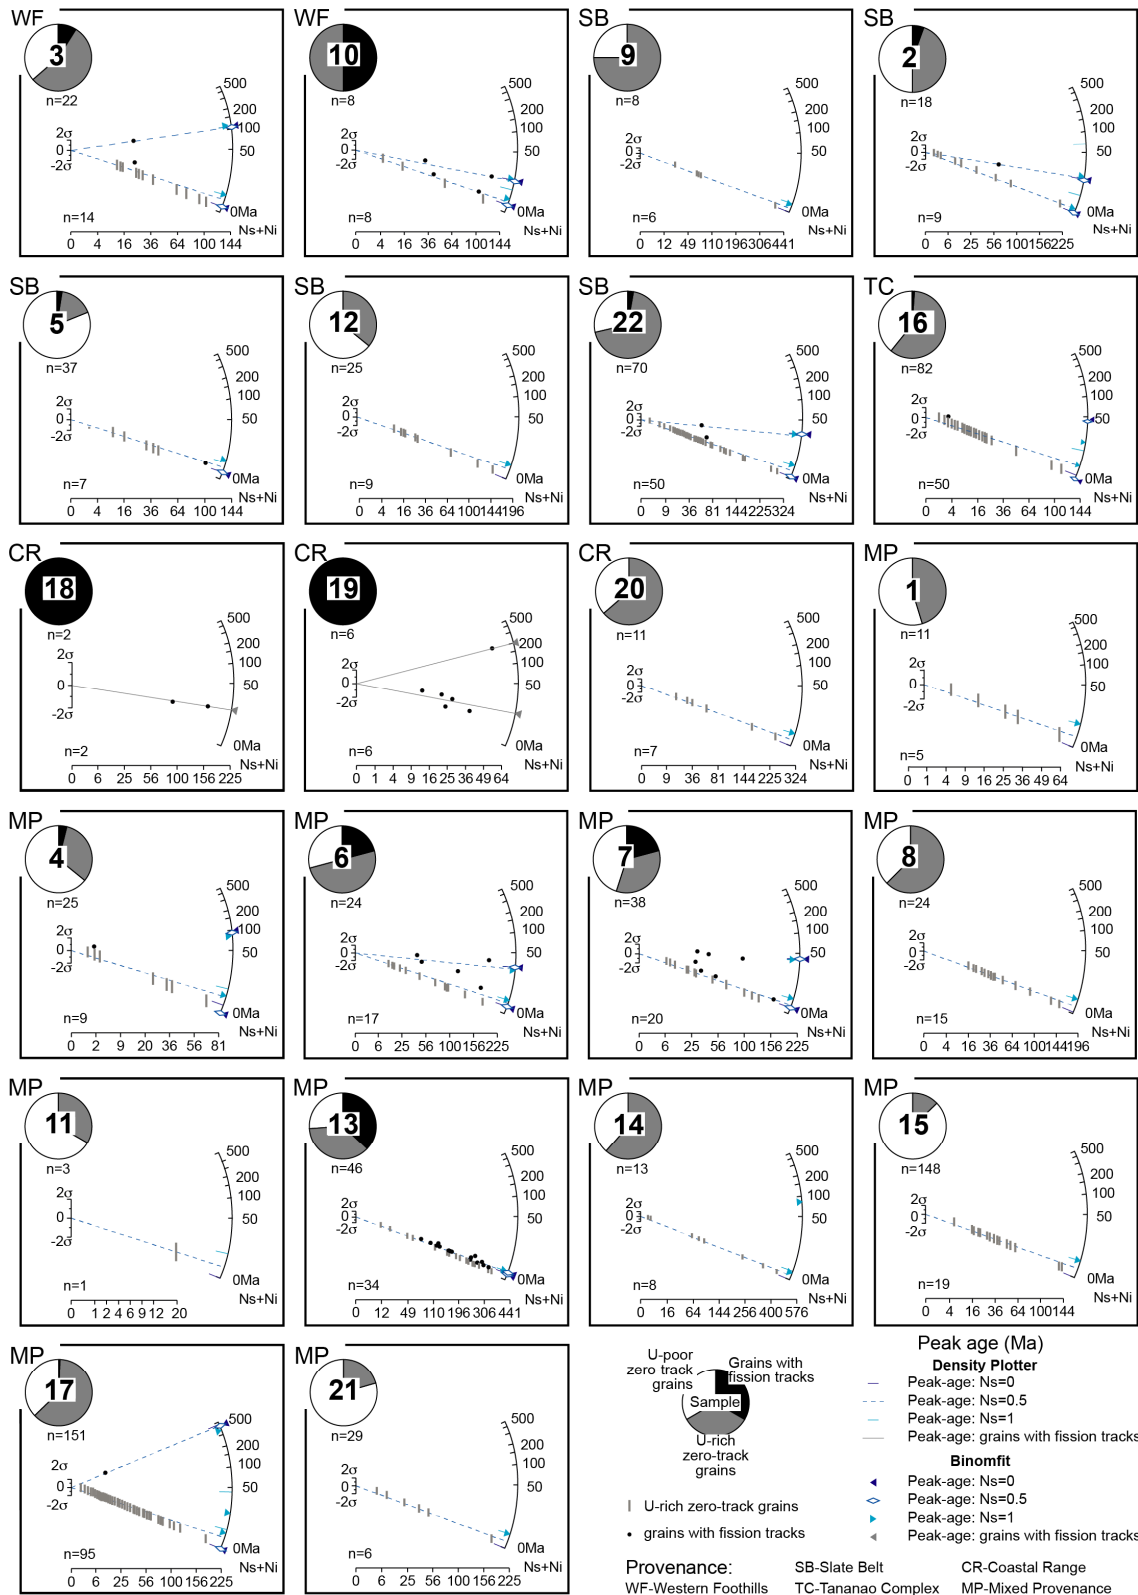 WF
3
n=22
500
200
100
50
2σ
0
-2σ
0Ma
n=14
Ns+Ni
0 4 16 36 64 100 144
WF
10
n=8
500
200
100
50
2σ
0
-2σ
0Ma
n=8
Ns+Ni
0 4 16 36 64 100 144
SB
9
n=8
500
200
100
50
2σ
0
-2σ
0Ma
n=6
Ns+Ni
0 12 49 110 196 306 441
SB
2
n=18
500
200
100
50
2σ
0
-2σ
0Ma
n=9
Ns+Ni
0 6 25 56 100 156 225
SB
5
n=37
500
200
100
50
2σ
0
-2σ
0Ma
n=7
Ns+Ni
0 4 16 36 64 100 144
SB
12
n=25
500
200
100
50
2σ
0
-2σ
0Ma
n=9
Ns+Ni
0 4 16 36 64 100 144 196
SB
22
n=70
500
200
100
50
2σ
0
-2σ
0Ma
n=50
Ns+Ni
0 9 36 81 144 225 324
TC
16
n=82
500
200
100
50
2σ
0
-2σ
0Ma
n=50
Ns+Ni
0 4 16 36 64 100 144
CR
18
n=2
500
200
100
50
2σ
0
-2σ
0Ma
n=2
Ns+Ni
0 6 25 56 100 156 225
CR
19
n=6
500
200
100
50
2σ
0
-2σ
0Ma
n=6
Ns+Ni
0 1 4 9 16 25 36 49 64
CR
20
n=11
500
200
100
50
2σ
0
-2σ
0Ma
n=7
Ns+Ni
0 9 36 81 144 225 324
MP
1
n=11
500
200
100
50
2σ
0
-2σ
0Ma
n=5
Ns+Ni
0 1 4 9 16 25 36 49 64
MP
4
n=25
500
200
100
50
2σ
0
-2σ
0Ma
n=9
Ns+Ni
0 2 9 20 36 56 81
MP
6
n=24
500
200
100
50
2σ
0
-2σ
0Ma
n=17
Ns+Ni
0 6 25 56 100 156 225
MP
7
n=38
500
200
100
50
2σ
0
-2σ
0Ma
n=20
Ns+Ni
0 6 25 56 100 156 225
MP
8
n=24
500
200
100
50
2σ
0
-2σ
0Ma
n=15
Ns+Ni
0 4 16 36 64 100 144 196
MP
11
n=3
500
200
100
50
2σ
0
-2σ
0Ma
n=1
Ns+Ni
0 1 2 4 6 9 12 20
MP
13
n=46
500
200
100
50
2σ
0
-2σ
0Ma
n=34
Ns+Ni
0 12 49 110 196 306 441
MP
14
n=13
500
200
100
50
2σ
0
-2σ
0Ma
n=8
Ns+Ni
0 16 64 144 256 400 576
MP
15
n=148
500
200
100
50
2σ
0
-2σ
0Ma
n=19
Ns+Ni
0 4 16 36 64 100 144
MP
17
n=151
500
200
100
50
2σ
0
-2σ
0Ma
n=95
Ns+Ni
0 6 25 56 100 156 225
MP
21
n=29
500
200
100
50
2σ
0
-2σ
0Ma
n=6
Ns+Ni
0 6 25 56 100 156 225
U-poor
zero track
grains
Grains with
fission tracks
Sample
U-rich
zero-track
grains
U-rich zero-track grains
grains with fission tracks
Peak age (Ma)
Density Plotter
Peak-age: Ns=0
Peak-age: Ns=0.5
Peak-age: Ns=1
Peak-age: grains with fission tracks
Binomfit
Peak-age: Ns=0
Peak-age: Ns=0.5
Peak-age: Ns=1
Peak-age: grains with fission tracks
Provenance: SB-Slate Belt CR-Coastal Range
WF-Western Foothills TC-Tananao Complex MP-Mixed Provenance